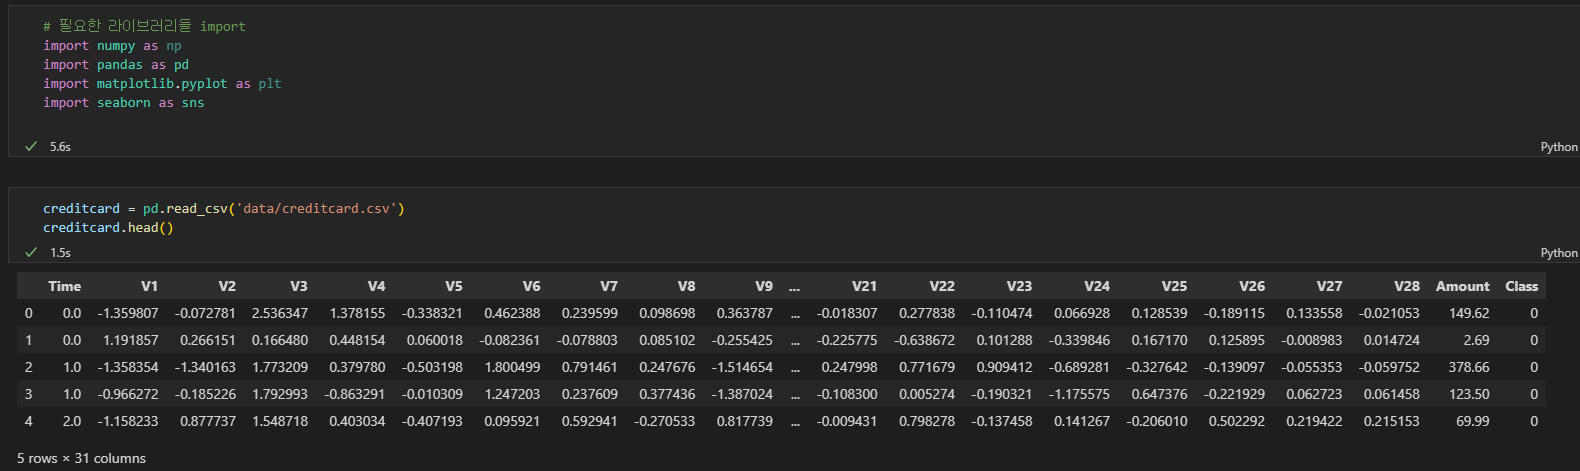 # 필요한 라이브러리들 import
import numpy as np
import pandas as pd
import matplotlib.pyplot as plt
import seaborn as sns
5.6s
Python
creditcard = pd.read_csv('data/creditcard.csv')
creditcard.head()
1.5s
Python
Time V1 V2 V3 V4 V5 V6 V7 V8 V9 ... V21 V22 V23 V24 V25 V26 V27 V28 Amount Class
0 0.0 -1.359807 -0.072781 2.536347 1.378155 -0.338321 0.462388 0.239599 0.098698 0.363787 ... -0.018307 0.277838 -0.110474 0.066928 0.128539 -0.189115 0.133558 -0.021053 149.62 0
1 0.0 1.191857 0.266151 0.166480 0.448154 0.060018 -0.082361 -0.078803 0.085102 -0.255425 ... -0.225775 -0.638672 0.101288 -0.339846 0.167170 0.125895 -0.008983 0.014724 2.69 0
2 1.0 -1.358354 -1.340163 1.773209 0.379780 -0.503198 1.800499 0.791461 0.247676 -1.514654 ... 0.247998 0.771679 0.909412 -0.689281 -0.327642 -0.139097 -0.055353 -0.059752 378.66 0
3 1.0 -0.966272 -0.185226 1.792993 -0.863291 -0.010309 1.247203 0.237609 0.377436 -1.387024 ... -0.108300 0.005274 -0.190321 -1.175575 0.647376 -0.221929 0.062723 0.061458 123.50 0
4 2.0 -1.158233 0.877737 1.548718 0.403034 -0.407193 0.095921 0.592941 -0.270533 0.817739 ... -0.009431 0.798278 -0.137458 0.141267 -0.206010 0.502292 0.219422 0.215153 69.99 0
5 rows × 31 columns